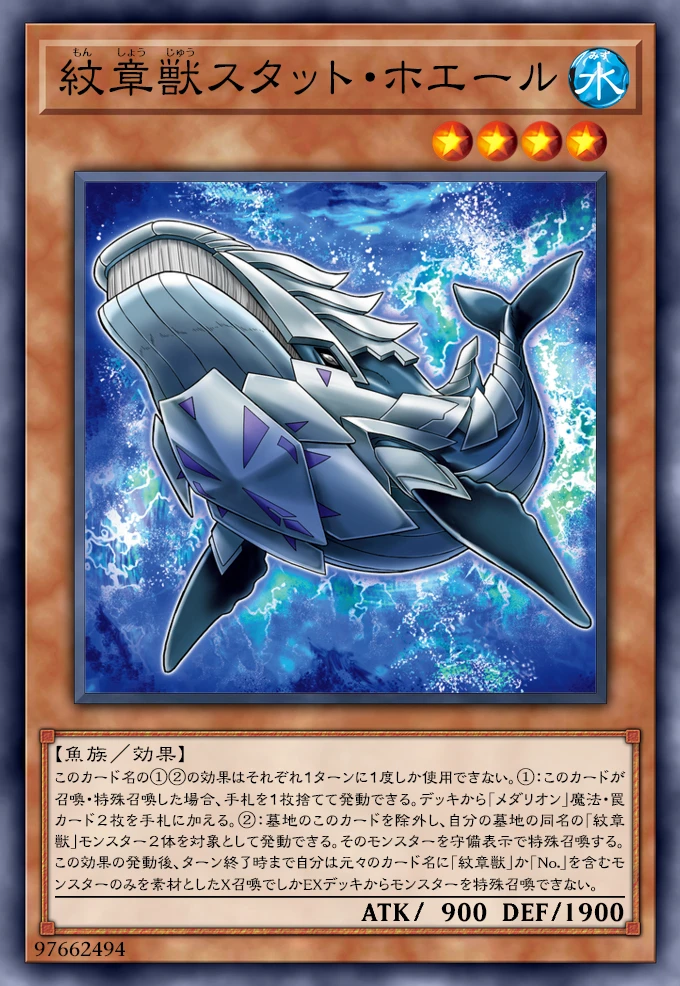 もん しょう じゅう
紋章獣スタット・ホエール
みず
水
【魚族／効果】
このカード名の①②の効果はそれぞれ1ターンに1度しか使用できない。①：このカードが
召喚・特殊召喚した場合、手札を1枚捨てて発動できる。デッキから「メダリオン」魔法・罠
カード2枚を手札に加える。②：墓地のこのカードを除外し、自分の墓地の同名の「紋章
獣」モンスター2体を対象として発動できる。そのモンスターを守備表示で特殊召喚する。
この効果の発動後、ターン終了時まで自分は元々のカード名に「紋章獣」か「No.」を含むモ
ンスターのみを素材としたX召喚でしかEXデッキからモンスターを特殊召喚できない。
ATK/ 900 DEF/1900
97662494